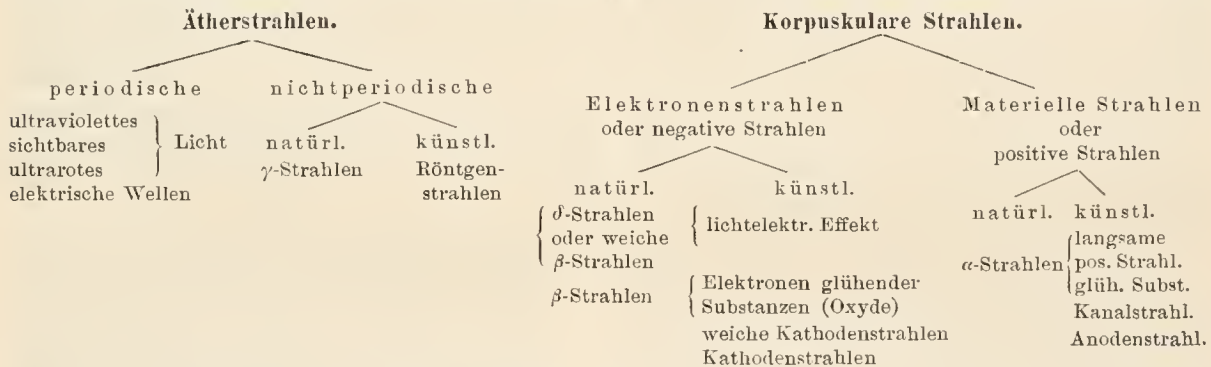 Ätherstrahlen.
periodische
ultraviolettes
sichtbares
ultrarotes
Licht
elektrische Wellen
nichtperiodische
natürl.
γ-Strahlen
künstl.
Röntgen-
strahlen
Korpuskulare Strahlen.
Elektronenstrahlen
oder negative Strahlen
natürl.
δ-Strahlen
oder weiche
β-Strahlen
β-Strahlen
künstl.
lichtelektr. Effekt
Elektronen glühender
Substanzen (Oxyde)
weiche Kathodenstrahlen
Kathodenstrahlen
Materielle Strahlen
oder
positive Strahlen
natürl.
α-Strahlen
künstl.
langsame
pos. Strahl.
glüh. Subst.
Kanalstrahl.
Anodenstrahl.